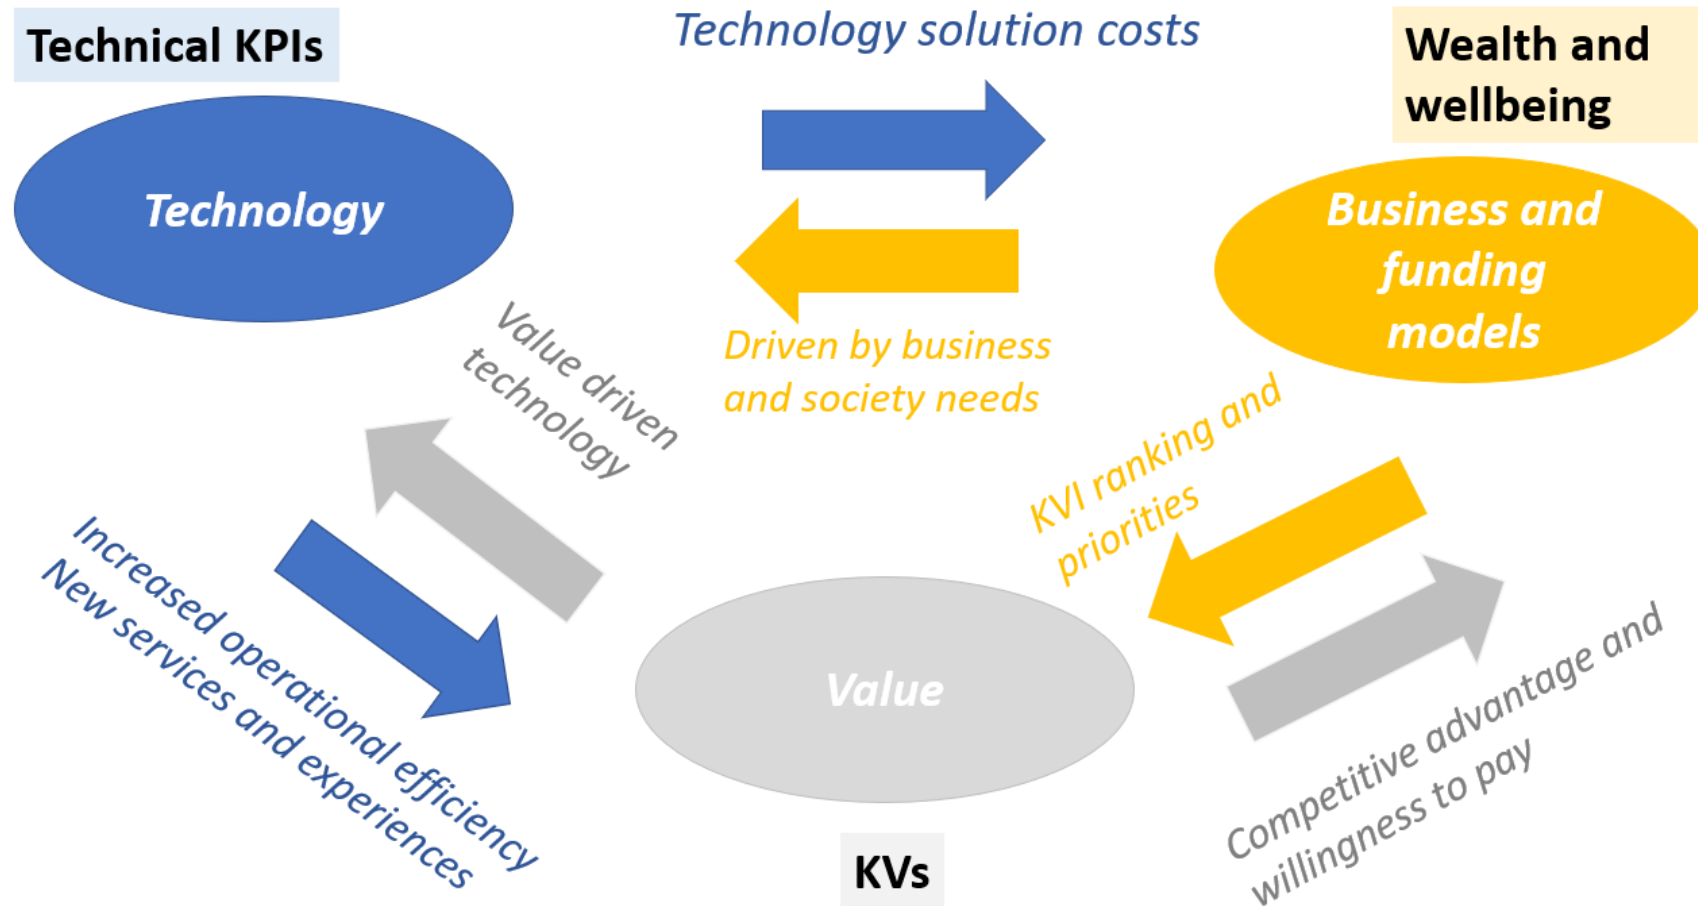 Technical KPIs
Technology solution costs
Wealth and
wellbeing
Technology
Business and
funding
models
Driven by business
and society needs
Value driven
technology
KVI ranking and
priorities
Increased operational efficiency
New services and experiences
Value
Competitive advantage and
willingness to pay
KVs